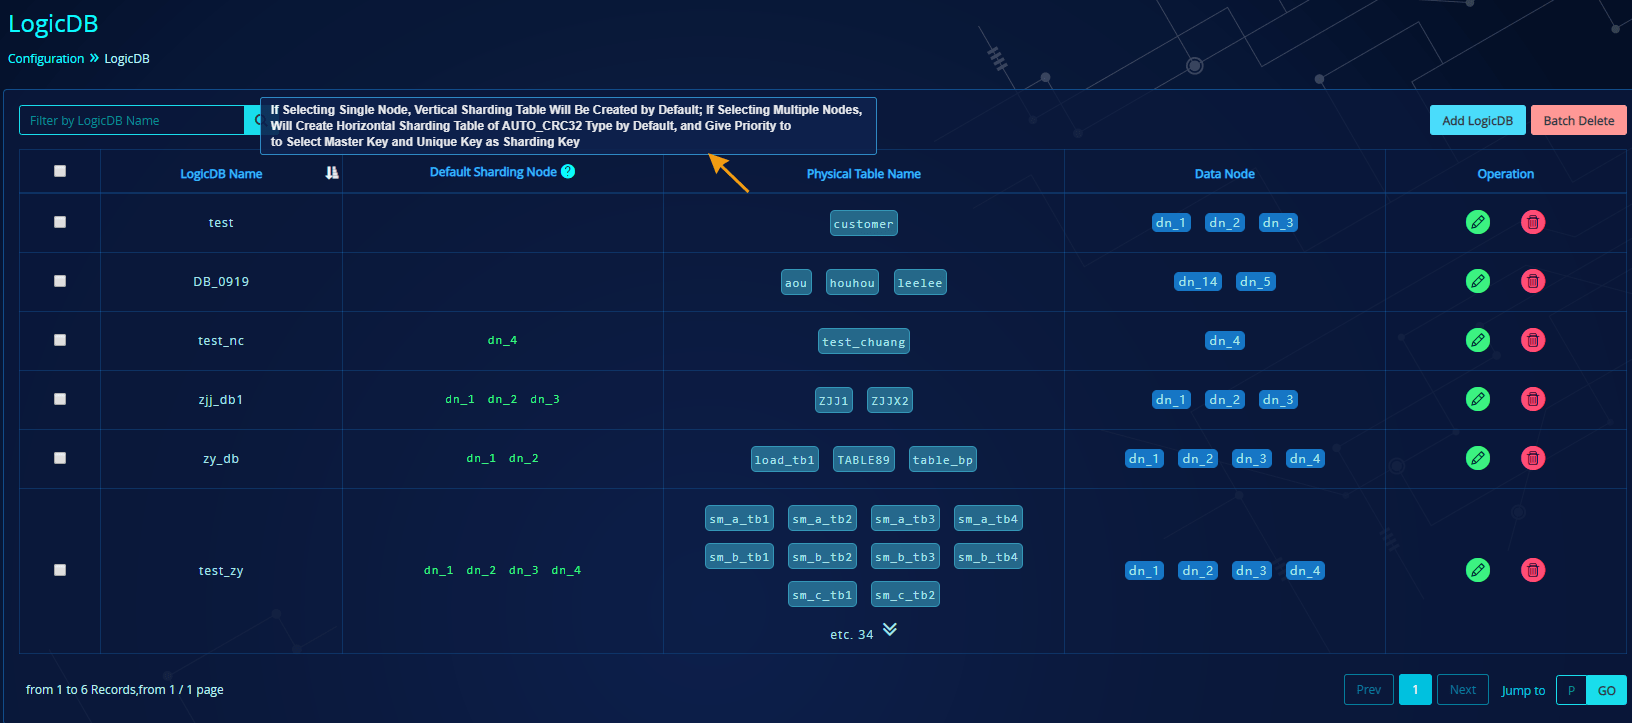 LogicDB
Configuration » LogicDB
If Selecting Single Node, Vertical Sharding Table Will Be Created by Default; If Selecting Multiple Nodes,
Will Create Horizontal Sharding Table of AUTO_CRC32 Type by Default, and Give Priority to
to Select Master Key and Unique Key as Sharding Key
Filter by LogicDB Name Add LogicDB Batch Delete
LogicDB Name Default Sharding Node ? Physical Table Name Data Node Operation
test customer dn_1 dn_2 dn_3
DB_0919 aou houhou leelee dn_14 dn_5
test_nc dn_4 test_chuang dn_4
zjj_db1 dn_1 dn_2 dn_3 ZJJ1 ZJJX2 dn_1 dn_2 dn_3
zy_db dn_1 dn_2 load_tb1 TABLE89 table_bp dn_1 dn_2 dn_3 dn_4
sm_a_tb1 sm_a_tb2 sm_a_tb3 sm_a_tb4
sm_b_tb1 sm_b_tb2 sm_b_tb3 sm_b_tb4
test_zy dn_1 dn_2 dn_3 dn_4 dn_1 dn_2 dn_3 dn_4
sm_c_tb1 sm_c_tb2
etc. 34
from 1 to 6 Records,from 1 / 1 page Prev 1 Next Jump to P GO